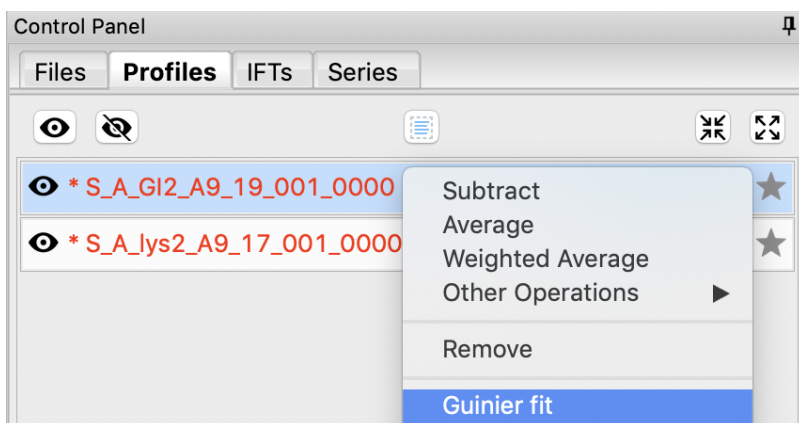 Control Panel
Files Profiles IFTs Series
* S_A_GI2_A9_19_001_0000
* S_A_lys2_A9_17_001_0000
Subtract
Average
Weighted Average
Other Operations
Remove
Guinier fit